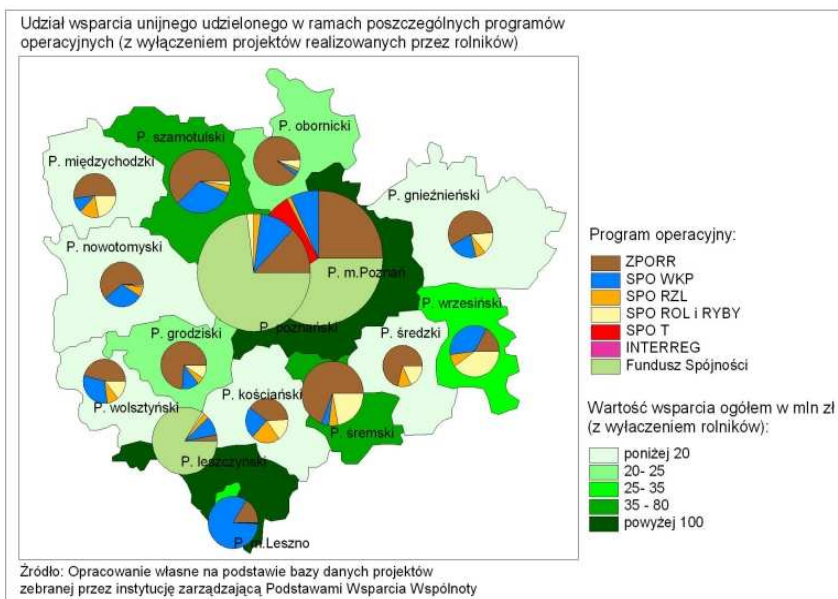 Udział wsparcia unijnego udzielonego w ramach poszczególnych programów
operacyjnych (z wyłączeniem projektów realizowanych przez rolników)
P. szamotulski
P. obornicki
P. międzychodzki
P. gnieźnieński
P. nowotomyski
P. m.Poznań
P. wrzesiński
P. poznański
P. grodziski
P. średzki
P. wolsztyński
P. kościański
P. śremski
P. leszczyński
P. m.Leszno
Program operacyjny:
ZPORR
SPO WKP
SPO RZL
SPO ROL i RYBY
SPO T
INTERREG
Fundusz Spójności
Wartość wsparcia ogółem w mln zł
(z wyłaczeniem rolników):
poniżej 20
20- 25
25- 35
35 - 80
powyżej 100
Źródło: Opracowanie własne na podstawie bazy danych projektów
zebranej przez instytucję zarządzającą Podstawami Wsparcia Wspólnoty